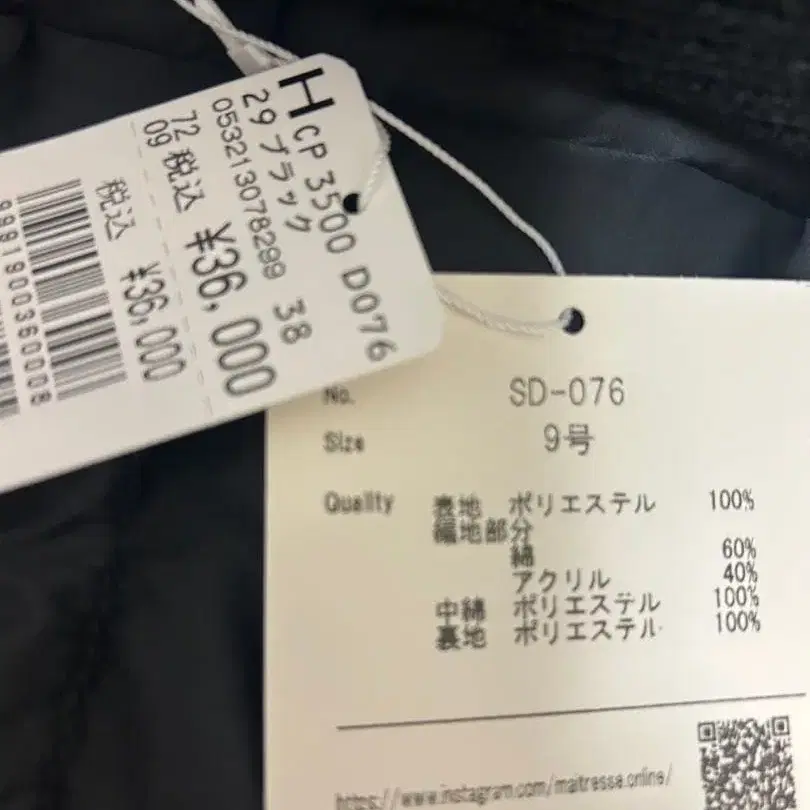 H CP 3500 D076
29 ブラック
053213078299 38
72 税込 ¥36,000
09
税込 ¥36,000
9991900360008
No. SD-076
Size 9号
Quality 表地 ポリエステル 100%
編地部分
綿 60%
アクリル 40%
中綿 ポリエステル 100%
裏地 ポリエステル 100%
https://www.instagram.com/maitresse.online/